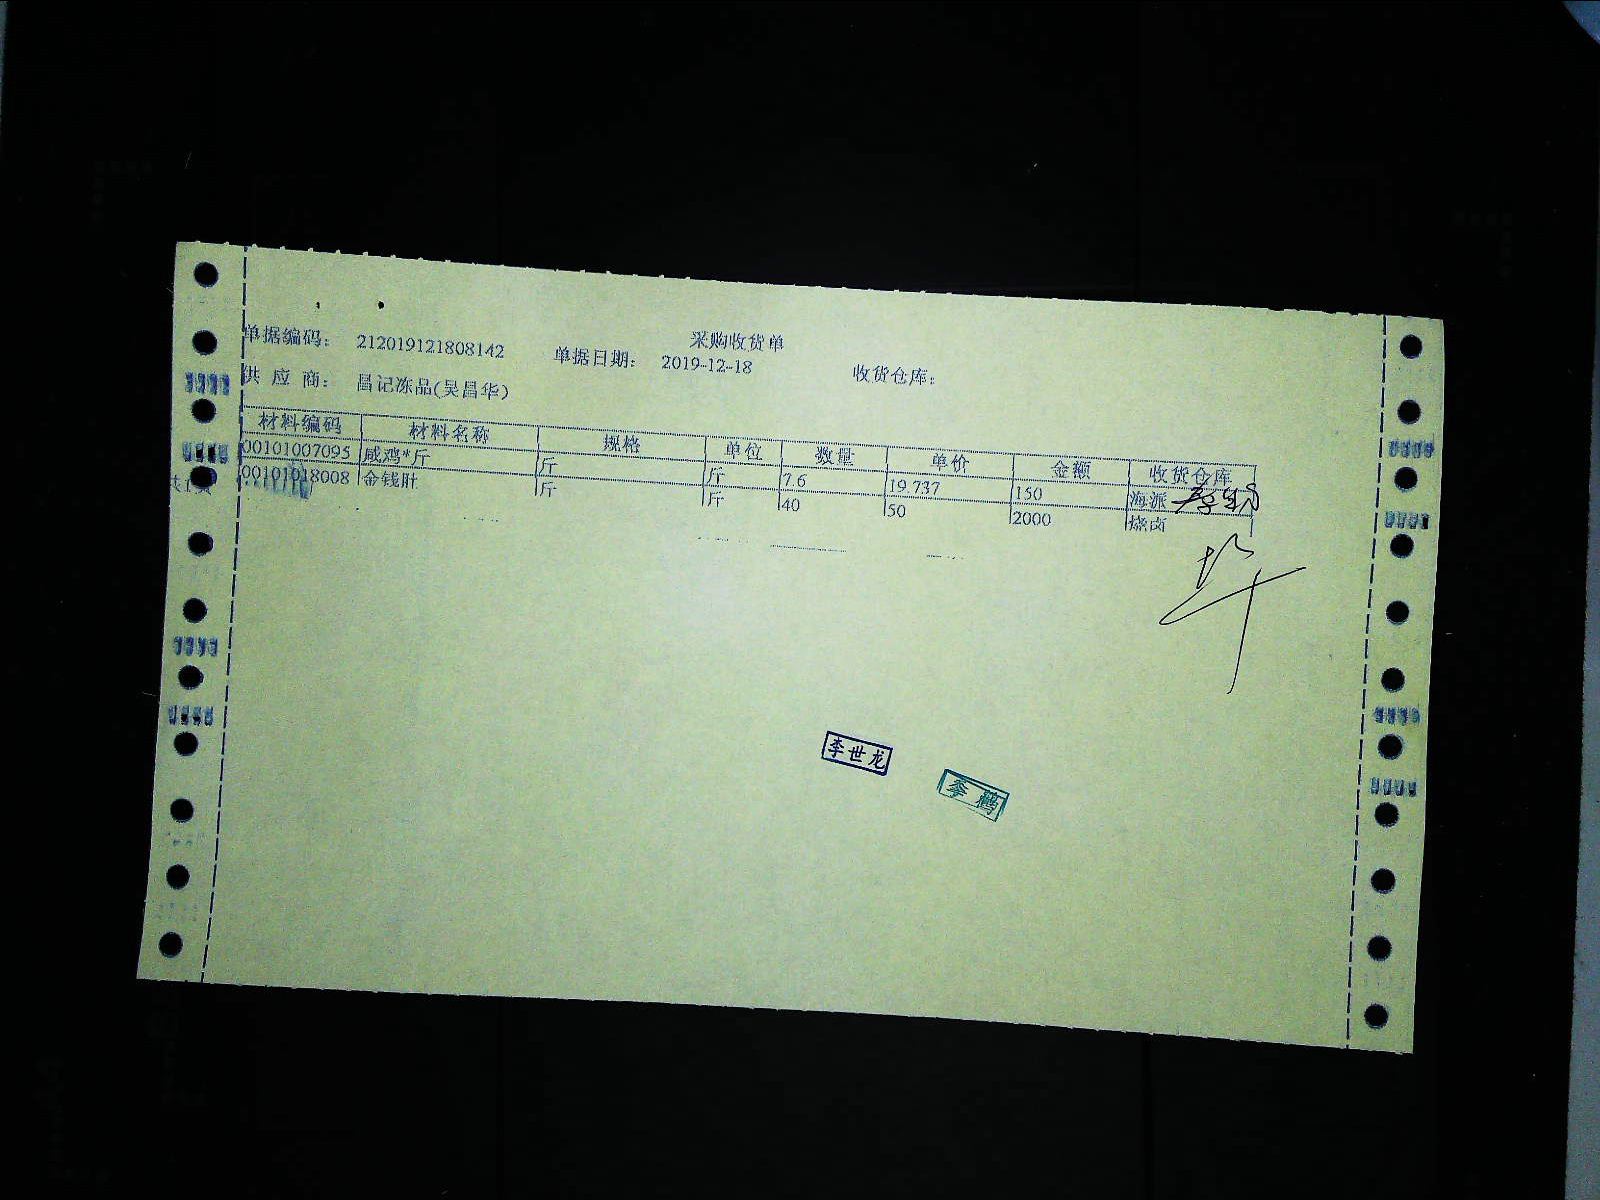 采购收货单
单据编码: 212019121808142 单据日期: 2019-12-18 收货仓库:
供应商: 昌记冻品(吴昌华)
材料编码 材料名称 规格 单位 数量 单价 金额 收货仓库
00101007095 咸鸡*斤 斤 斤 7.6 19.737 150 海派
00101018008 金钱肚 斤 斤 40 50 2000 烧卤
李世龙